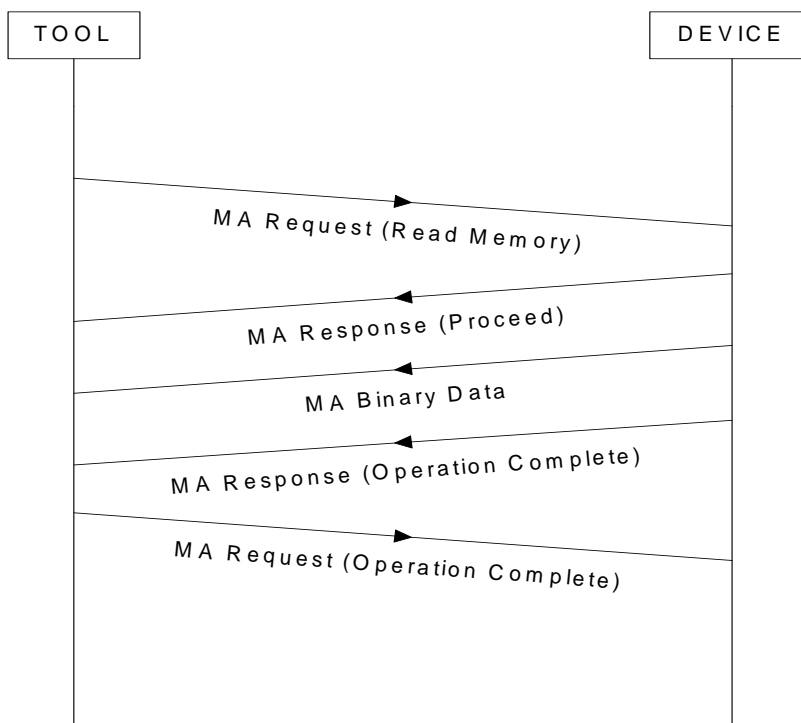 TOOL
DEVICE
MA Request (Read Memory)
MA Response (Proceed)
MA Binary Data
MA Response (Operation Complete)
MA Request (Operation Complete)